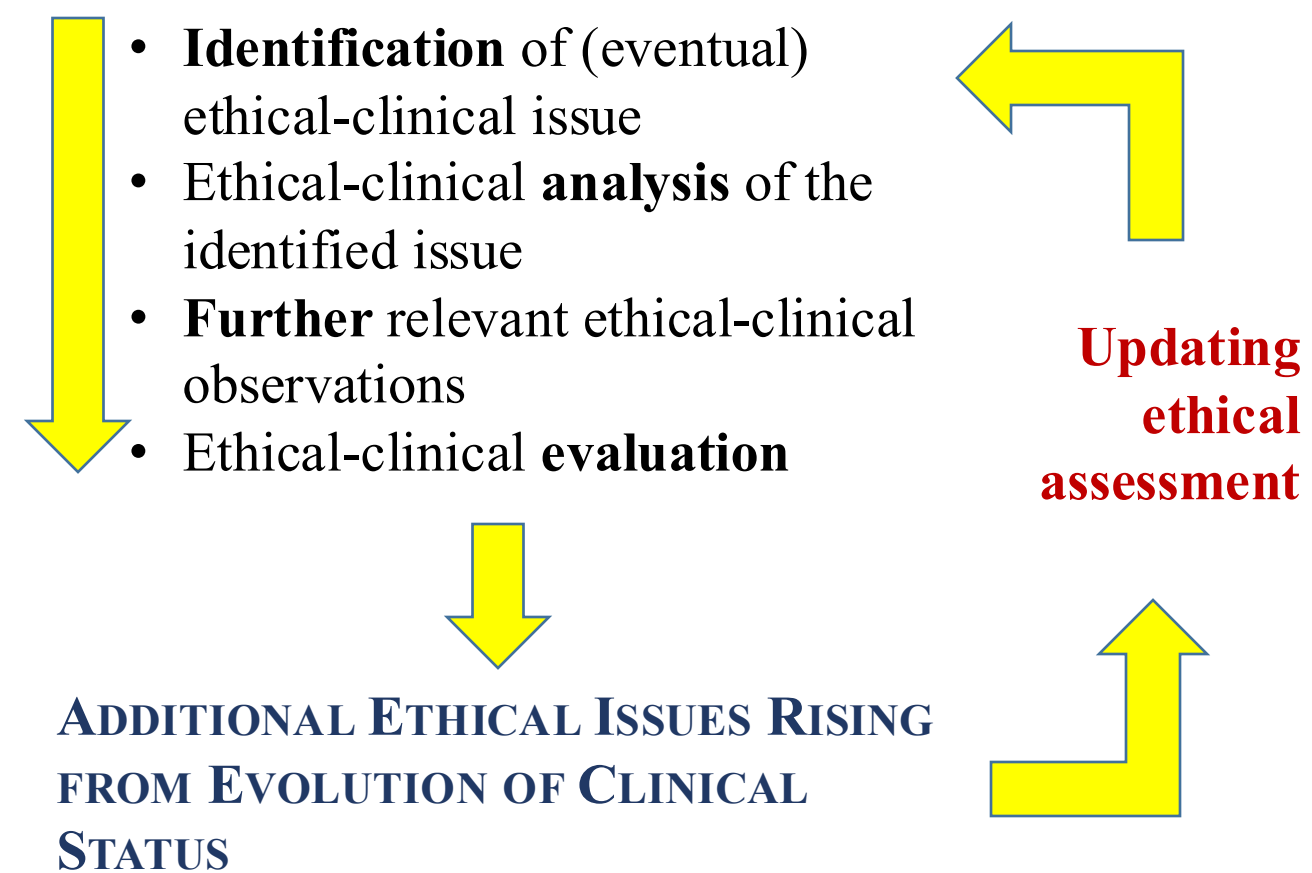 • Identification of (eventual)
ethical-clinical issue
• Ethical-clinical analysis of the
identified issue
• Further relevant ethical-clinical
observations
• Ethical-clinical evaluation
Updating
ethical
assessment
ADDITIONAL ETHICAL ISSUES RISING
FROM EVOLUTION OF CLINICAL
STATUS